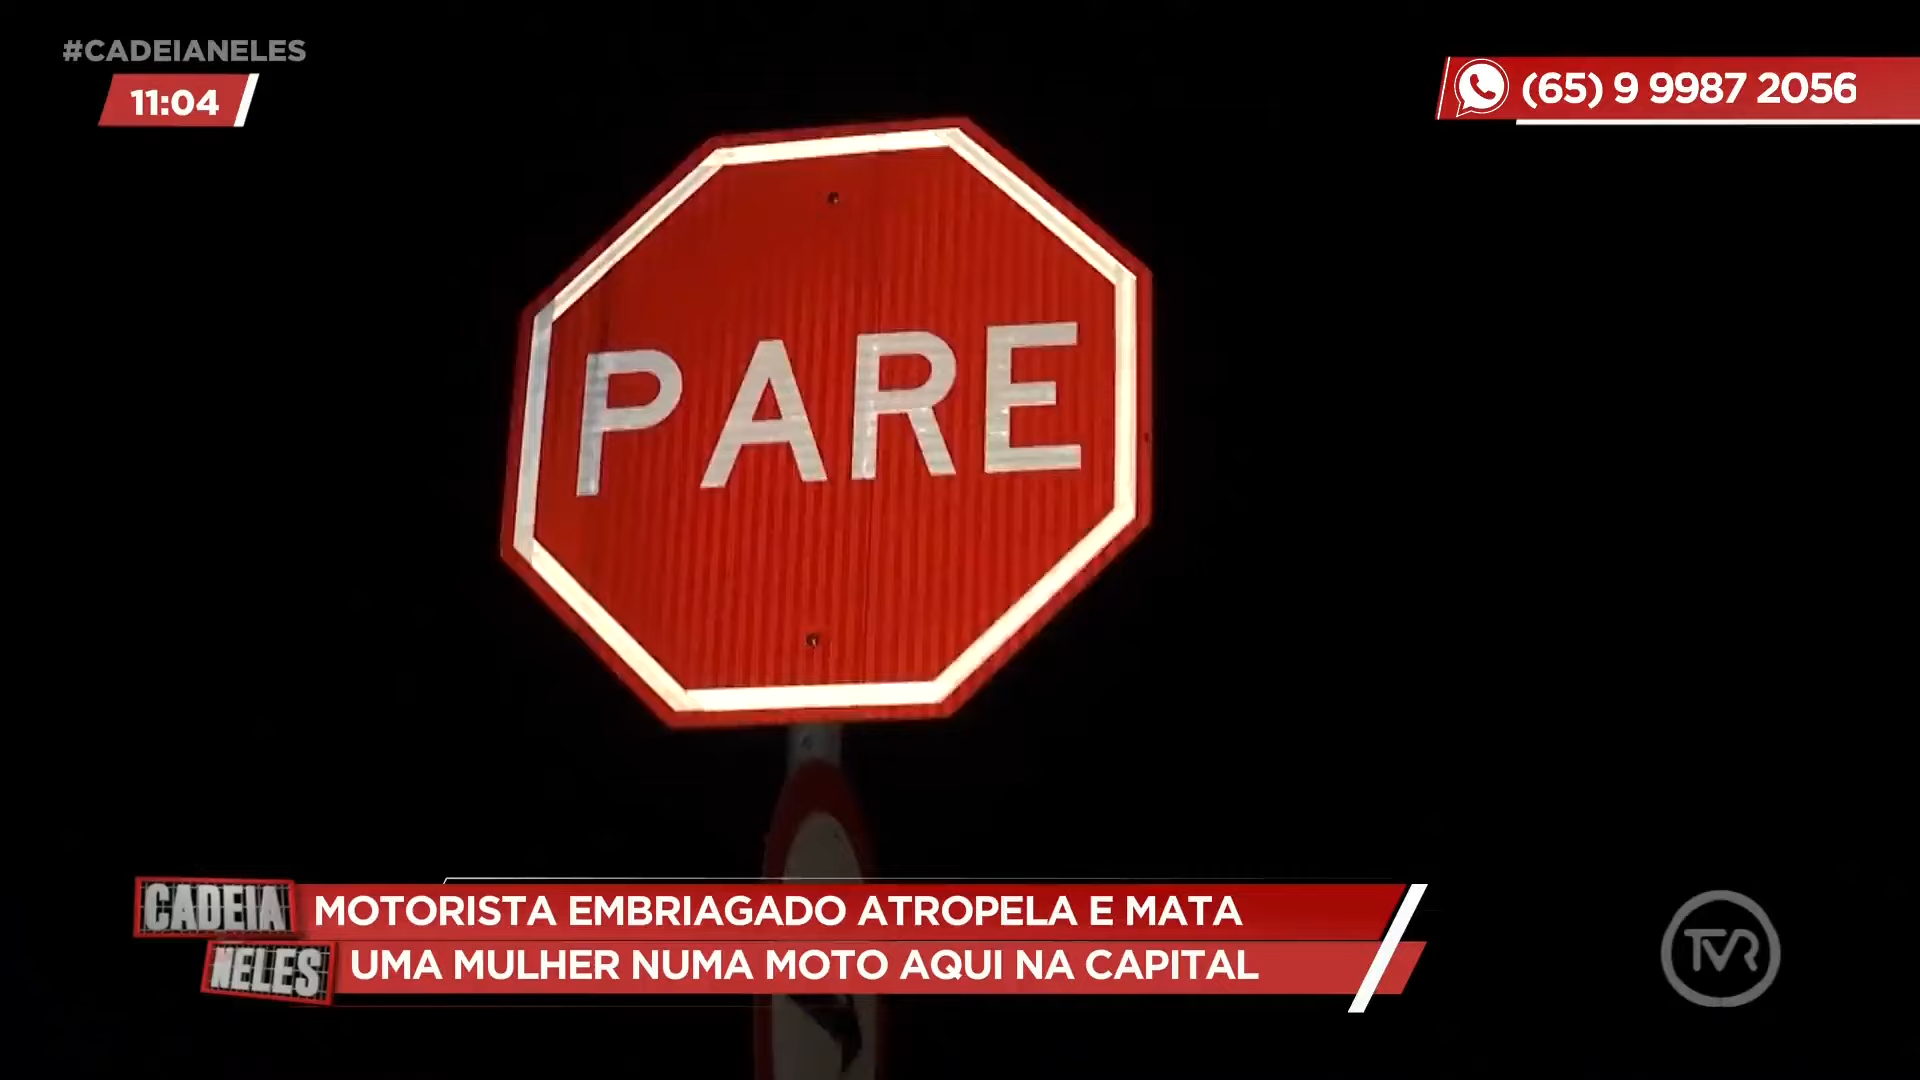 #CADEIANELES
11:04
(65) 9 9987 2056
PARE
CADEIA
NELES
MOTORISTA EMBRIAGADO ATROPELA E MATA
UMA MULHER NUMA MOTO AQUI NA CAPITAL
TVR